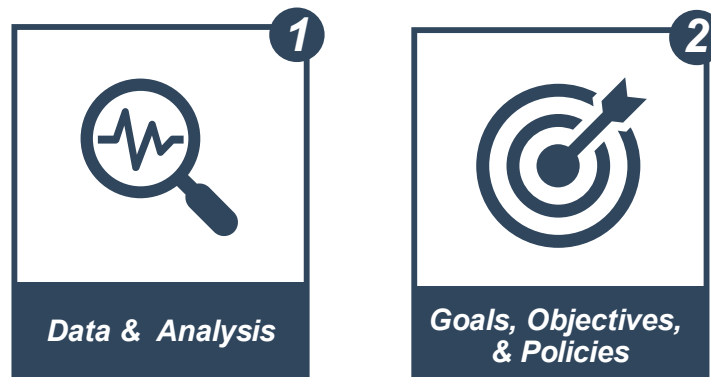 1
2
Data & Analysis
Goals, Objectives,
& Policies